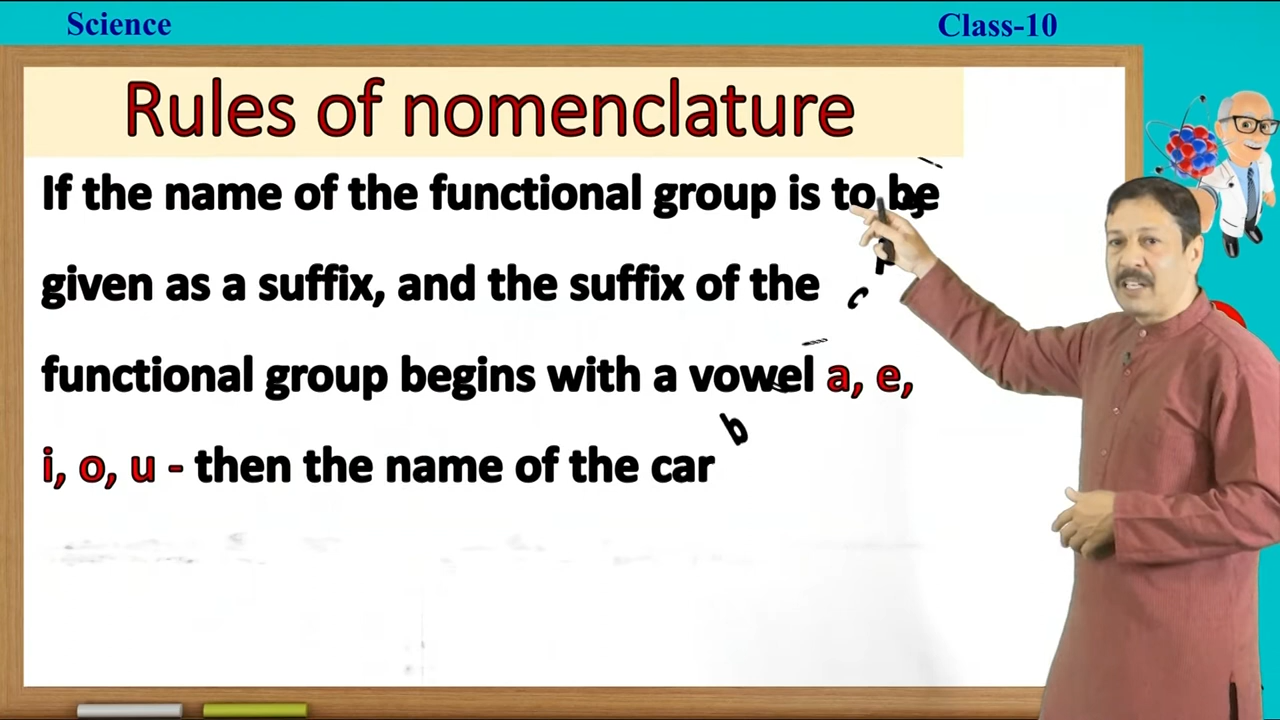 Science
Class-10
Rules of nomenclature
If the name of the functional group is to be
given as a suffix, and the suffix of the
functional group begins with a vowel a, e,
i, o, u - then the name of the car
b
c